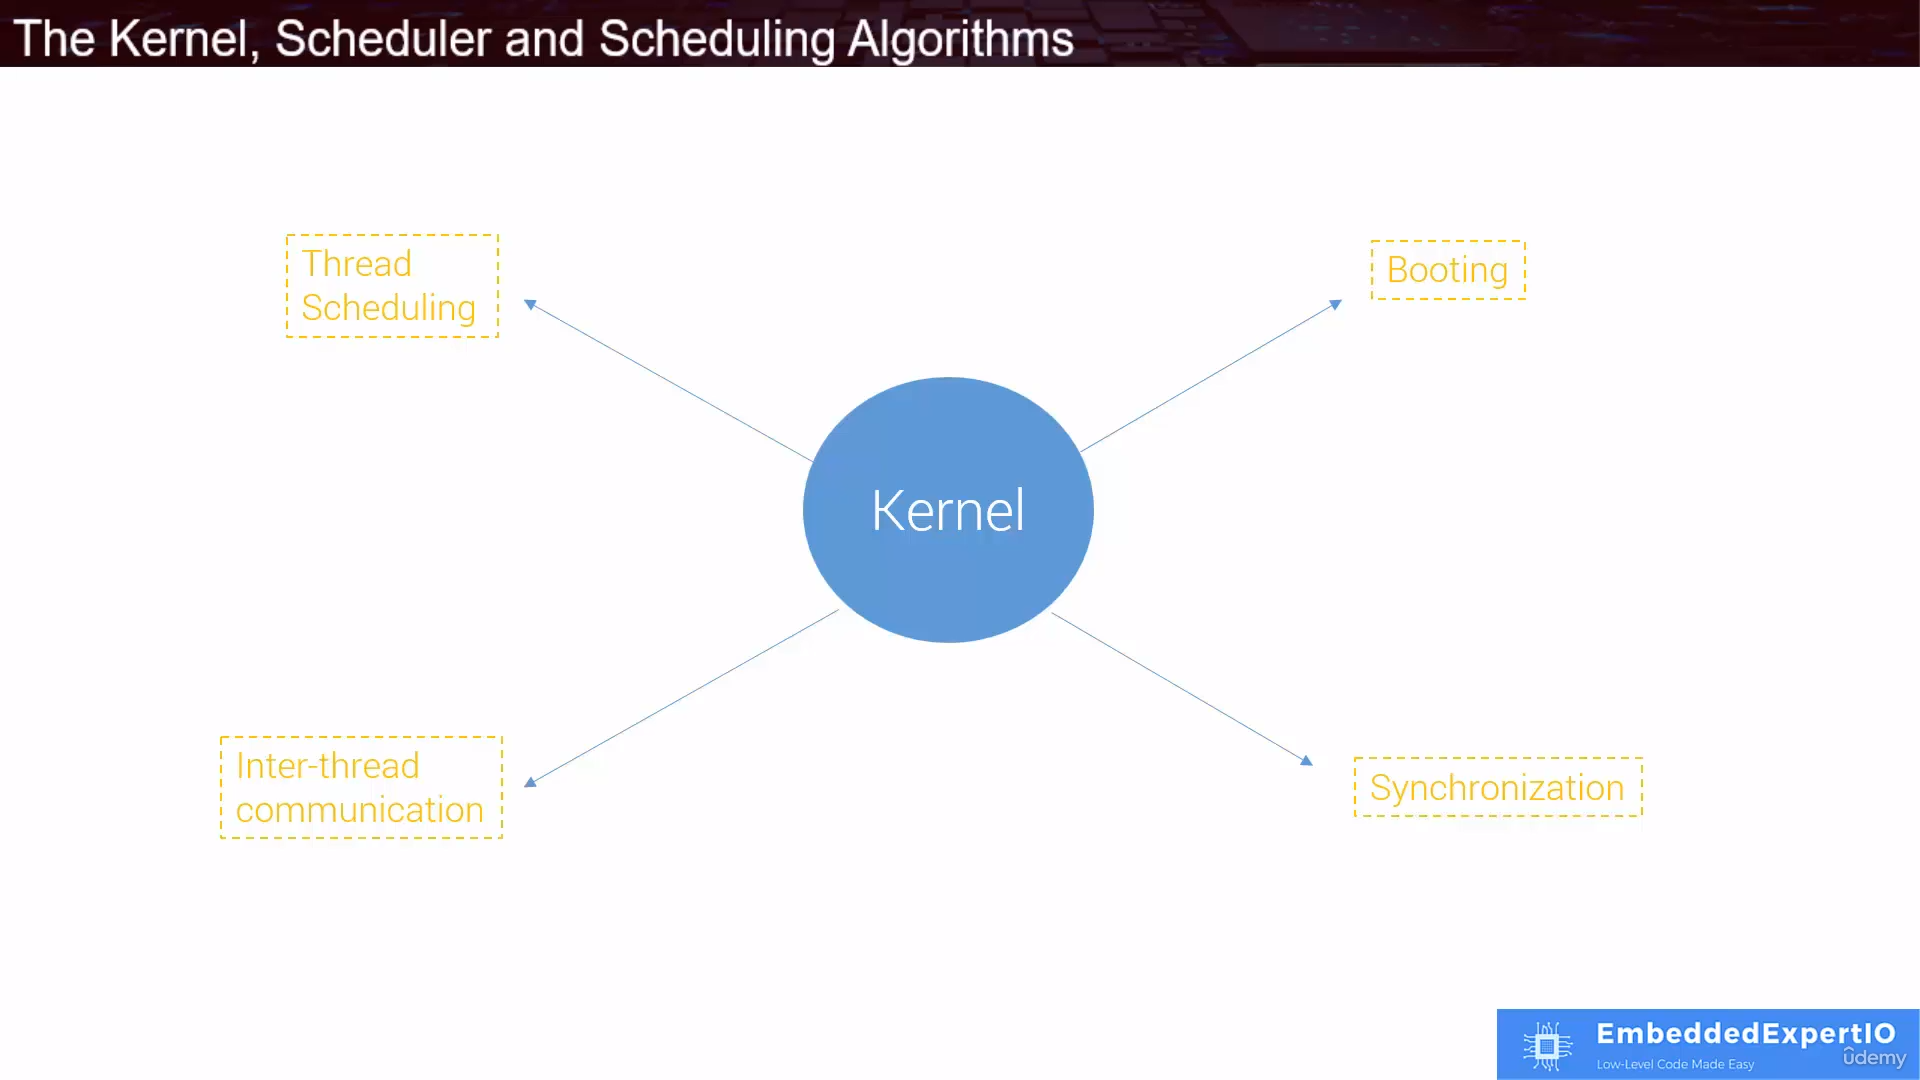 The Kernel, Scheduler and Scheduling Algorithms
Thread
Scheduling
Booting
Kernel
Inter-thread
communication
Synchronization
EmbeddedExpertIO
Low-Level Code Made Easy
ûdemy